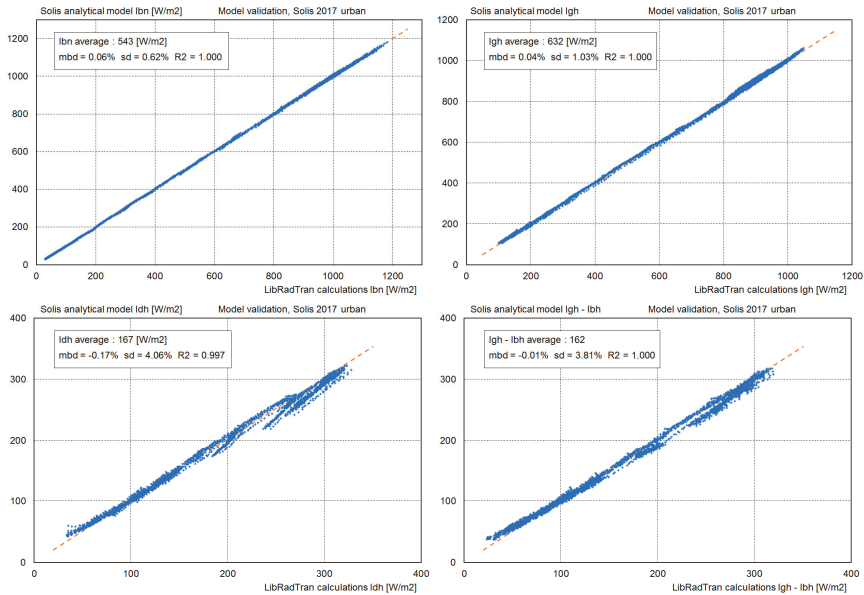 Solis analytical model Ibn [W/m2] Model validation, Solis 2017 urban
Ibn average : 543 [W/m2]
mbd = 0.06% sd = 0.62% R2 = 1.000
1200
1000
800
600
400
200
0
0 200 400 600 800 1000 1200
LibRadTran calculations Ibn [W/m2]
Solis analytical model Igh Model validation, Solis 2017 urban
Igh average : 632 [W/m2]
mbd = 0.04% sd = 1.03% R2 = 1.000
1200
1000
800
600
400
200
0
0 200 400 600 800 1000 1200
LibRadTran calculations Igh [W/m2]
Solis analytical model Idh [W/m2] Model validation, Solis 2017 urban
Idh average : 167 [W/m2]
mbd = -0.17% sd = 4.06% R2 = 0.997
400
300
200
100
0
0 100 200 300 400
LibRadTran calculations Idh [W/m2]
Solis analytical model Igh - Ibh Model validation, Solis 2017 urban
Igh - Ibh average : 162
mbd = -0.01% sd = 3.81% R2 = 1.000
400
300
200
100
0
0 100 200 300 400
LibRadTran calculations Igh - Ibh [W/m2]